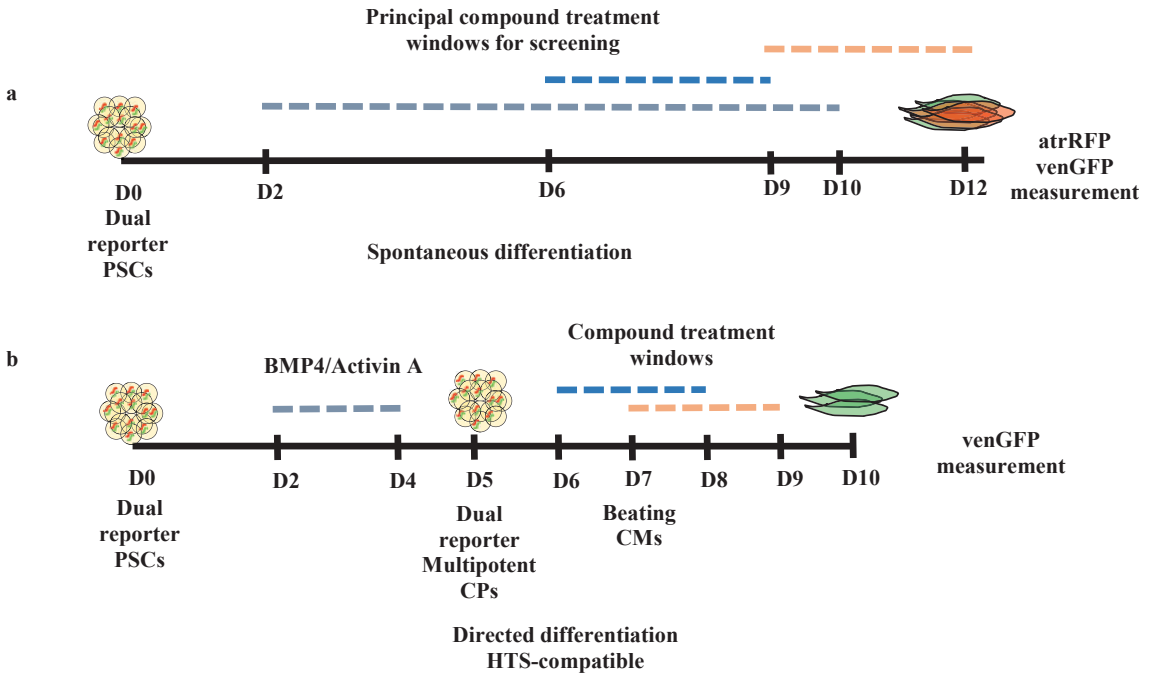 Principal compound treatment
windows for screening
a
D0
Dual
reporter
PSCs
D2
D6
D9
D10
D12
atrRFP
venGFP
measurement
Spontaneous differentiation
b
BMP4/Activin A
Compound treatment
windows
D0
Dual
reporter
PSCs
D2
D4
D5
Dual
reporter
Multipotent
CPs
D6
D7
Beating
CMs
D8
D9
D10
venGFP
measurement
Directed differentiation
HTS-compatible